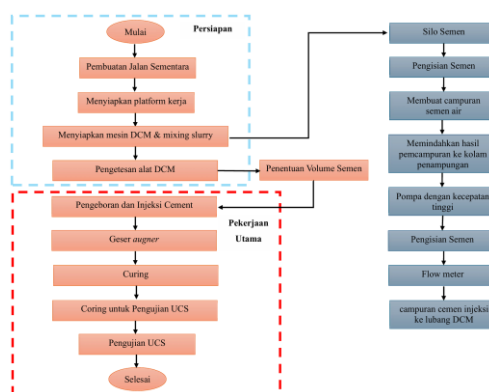 Persiapan
Mulai
Pembuatan Jalan Sementara
Menyiapkan platform kerja
Menyiapkan mesin DCM & mixing slurry
Pengetesan alat DCM
Penentuan Volume Semen
Pengeboran dan Injeksi Cement
Pekerjaan
Utama
Geser augner
Curing
Coring untuk Pengujian UCS
Pengujian UCS
Selesai
Silo Semen
Pengisian Semen
Membuat campuran
semen air
Memindahkan hasil
pemcampuran ke kolam
penampungan
Pompa dengan kecepatan
tinggi
Pengisian Semen
Flow meter
campuran cemen injeksi
ke lubang DCM